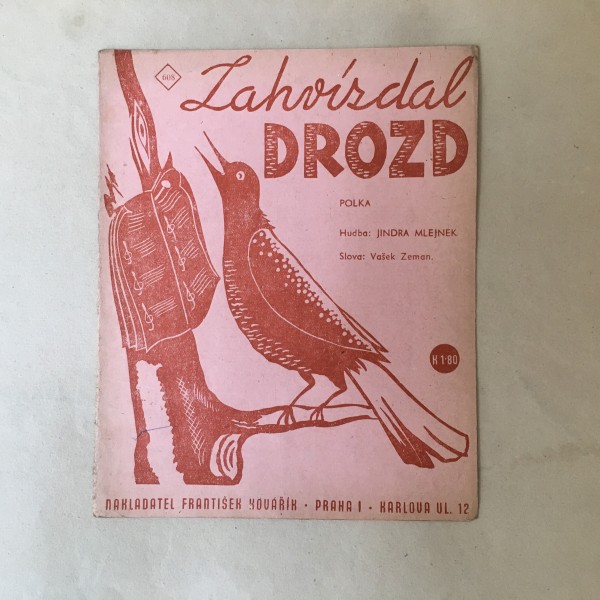 608
Zahvízdal
DROZD
POLKA
Hudba: JINDRA MLEJNEK
Slova: Vašek Zeman.
K 1·80
NAKLADATEL FRANTIŠEK KOVÁŘÍK · PRAHA I · KARLOVA UL. 12